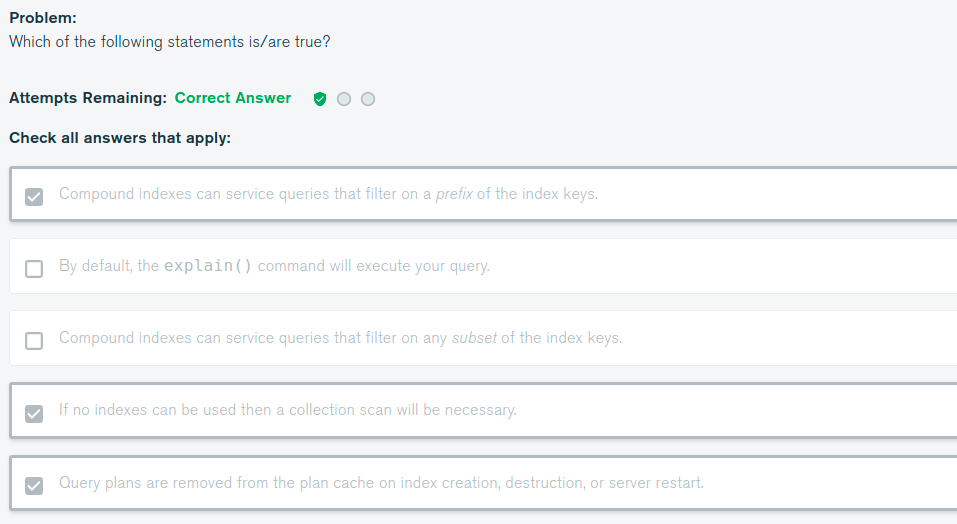 Problem:
Which of the following statements is/are true?
Attempts Remaining: Correct Answer
Check all answers that apply:
Compound indexes can service queries that filter on a prefix of the index keys.
By default, the explain() command will execute your query.
Compound indexes can service queries that filter on any subset of the index keys.
If no indexes can be used then a collection scan will be necessary.
Query plans are removed from the plan cache on index creation, destruction, or server restart.